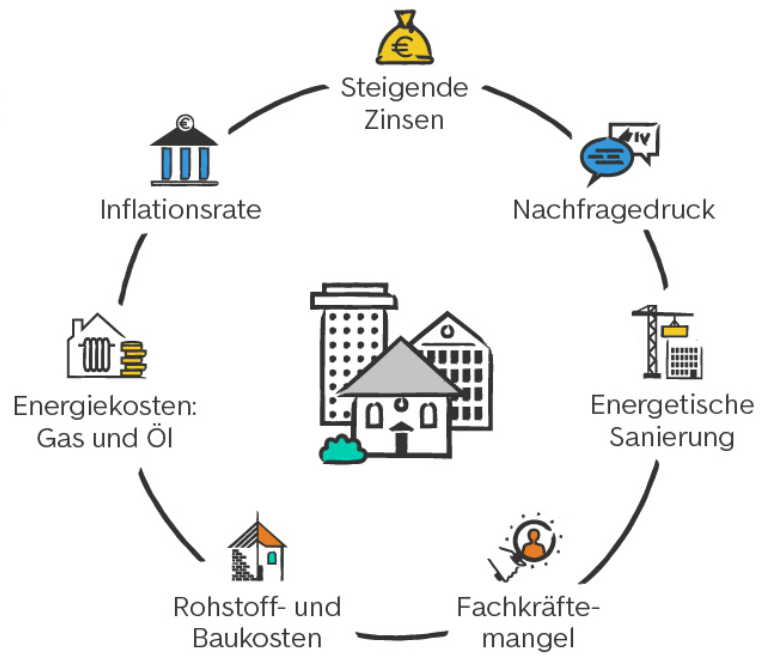 Steigende
Zinsen
Nachfragedruck
Energetische
Sanierung
Fachkräfte-
mangel
Rohstoff- und
Baukosten
Energiekosten:
Gas und Öl
Inflationsrate